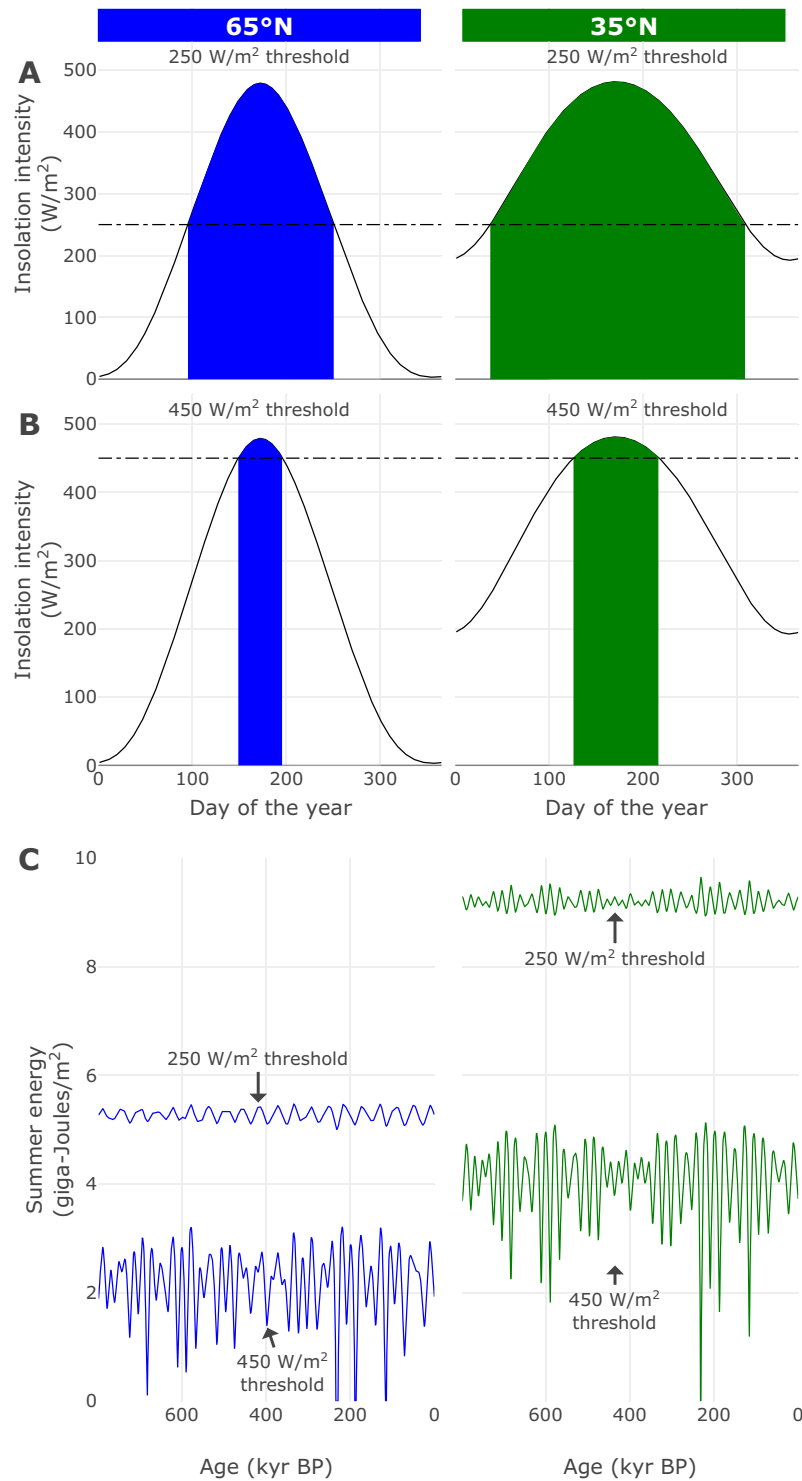 65°N
35°N
A
250 W/m² threshold
250 W/m² threshold
Insolation intensity
(W/m²)
500
400
300
200
100
0
B
450 W/m² threshold
450 W/m² threshold
Insolation intensity
(W/m²)
500
400
300
200
100
0
0
100
200
300
0
100
200
300
Day of the year
Day of the year
C
Summer energy
(giga-Joules/m²)
10
8
6
4
2
0
250 W/m² threshold
450 W/m²
threshold
250 W/m² threshold
450 W/m²
threshold
600
400
200
0
600
400
200
0
Age (kyr BP)
Age (kyr BP)